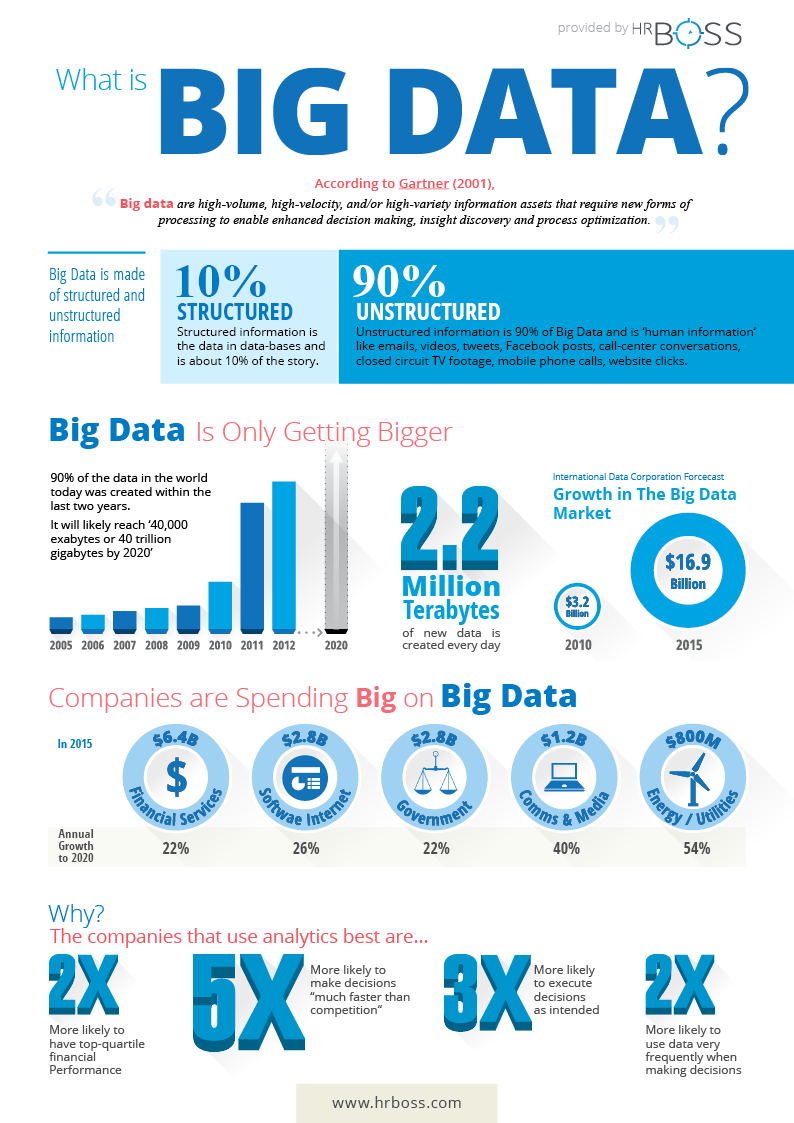 provided by HR BOSS
What is BIG DATA?
According to Gartner (2001),
“ Big data are high-volume, high-velocity, and/or high-variety information assets that require new forms of
processing to enable enhanced decision making, insight discovery and process optimization. ”
Big Data is made
of structured and
unstructured
information
10%
STRUCTURED
Structured information is
the data in data-bases and
is about 10% of the story.
90%
UNSTRUCTURED
Unstructured information is 90% of Big Data and is ‘human information’
like emails, videos, tweets, Facebook posts, call-center conversations,
closed circuit TV footage, mobile phone calls, website clicks.
Big Data Is Only Getting Bigger
90% of the data in the world
today was created within the
last two years.
It will likely reach ‘40,000
exabytes or 40 trillion
gigabytes by 2020’
2005 2006 2007 2008 2009 2010 2011 2012 2020
2.2
Million
Terabytes
of new data is
created every day
International Data Corporation Forcecast
Growth in The Big Data
Market
$3.2
Billion
2010
$16.9
Billion
2015
Companies are Spending Big on Big Data
In 2015
$6.4B
$
Financial Services
$2.8B
Softwae Internet
$2.8B
Government
$1.2B
Comms & Media
$800M
Energy / Utilities
Annual
Growth
to 2020
22% 26% 22% 40% 54%
Why?
The companies that use analytics best are...
2X
More likely to
have top-quartile
financial
Performance
5X
More likely to
make decisions
“much faster than
competition“
3X
More likely
to execute
decisions
as intended
2X
More likely to
use data very
frequently when
making decisions
www.hrboss.com